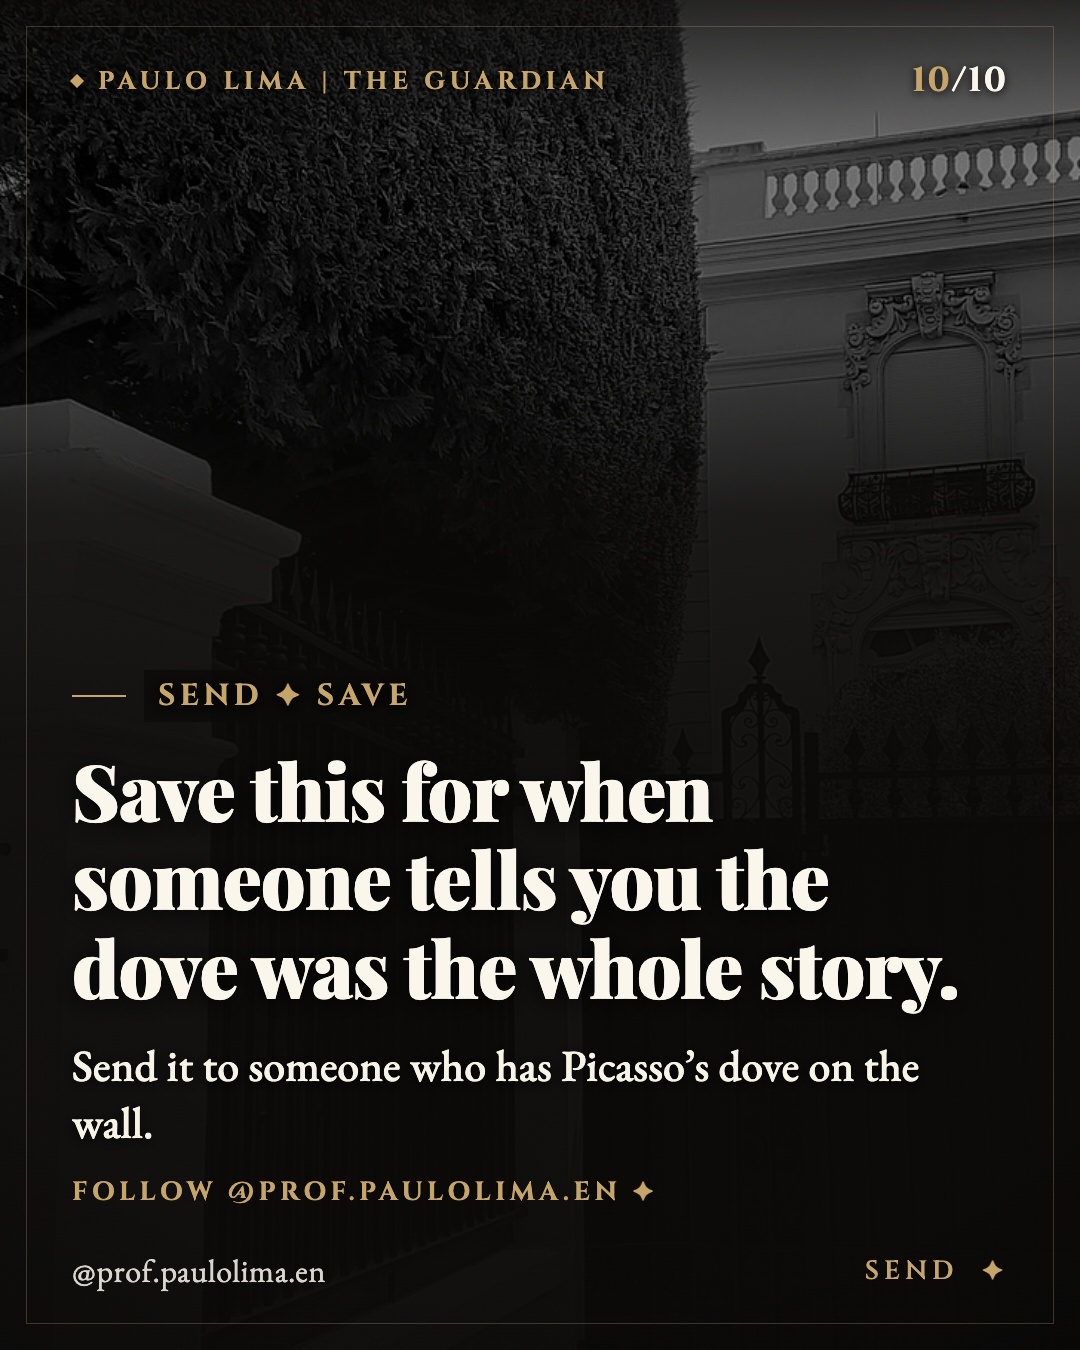 ◆ PAULO LIMA | THE GUARDIAN
10/10
SEND ✦ SAVE
Save this for when
someone tells you the
dove was the whole story.
Send it to someone who has Picasso’s dove on the
wall.
FOLLOW @PROF.PAULOLIMA.EN ✦
@prof.paulolima.en
SEND ✦